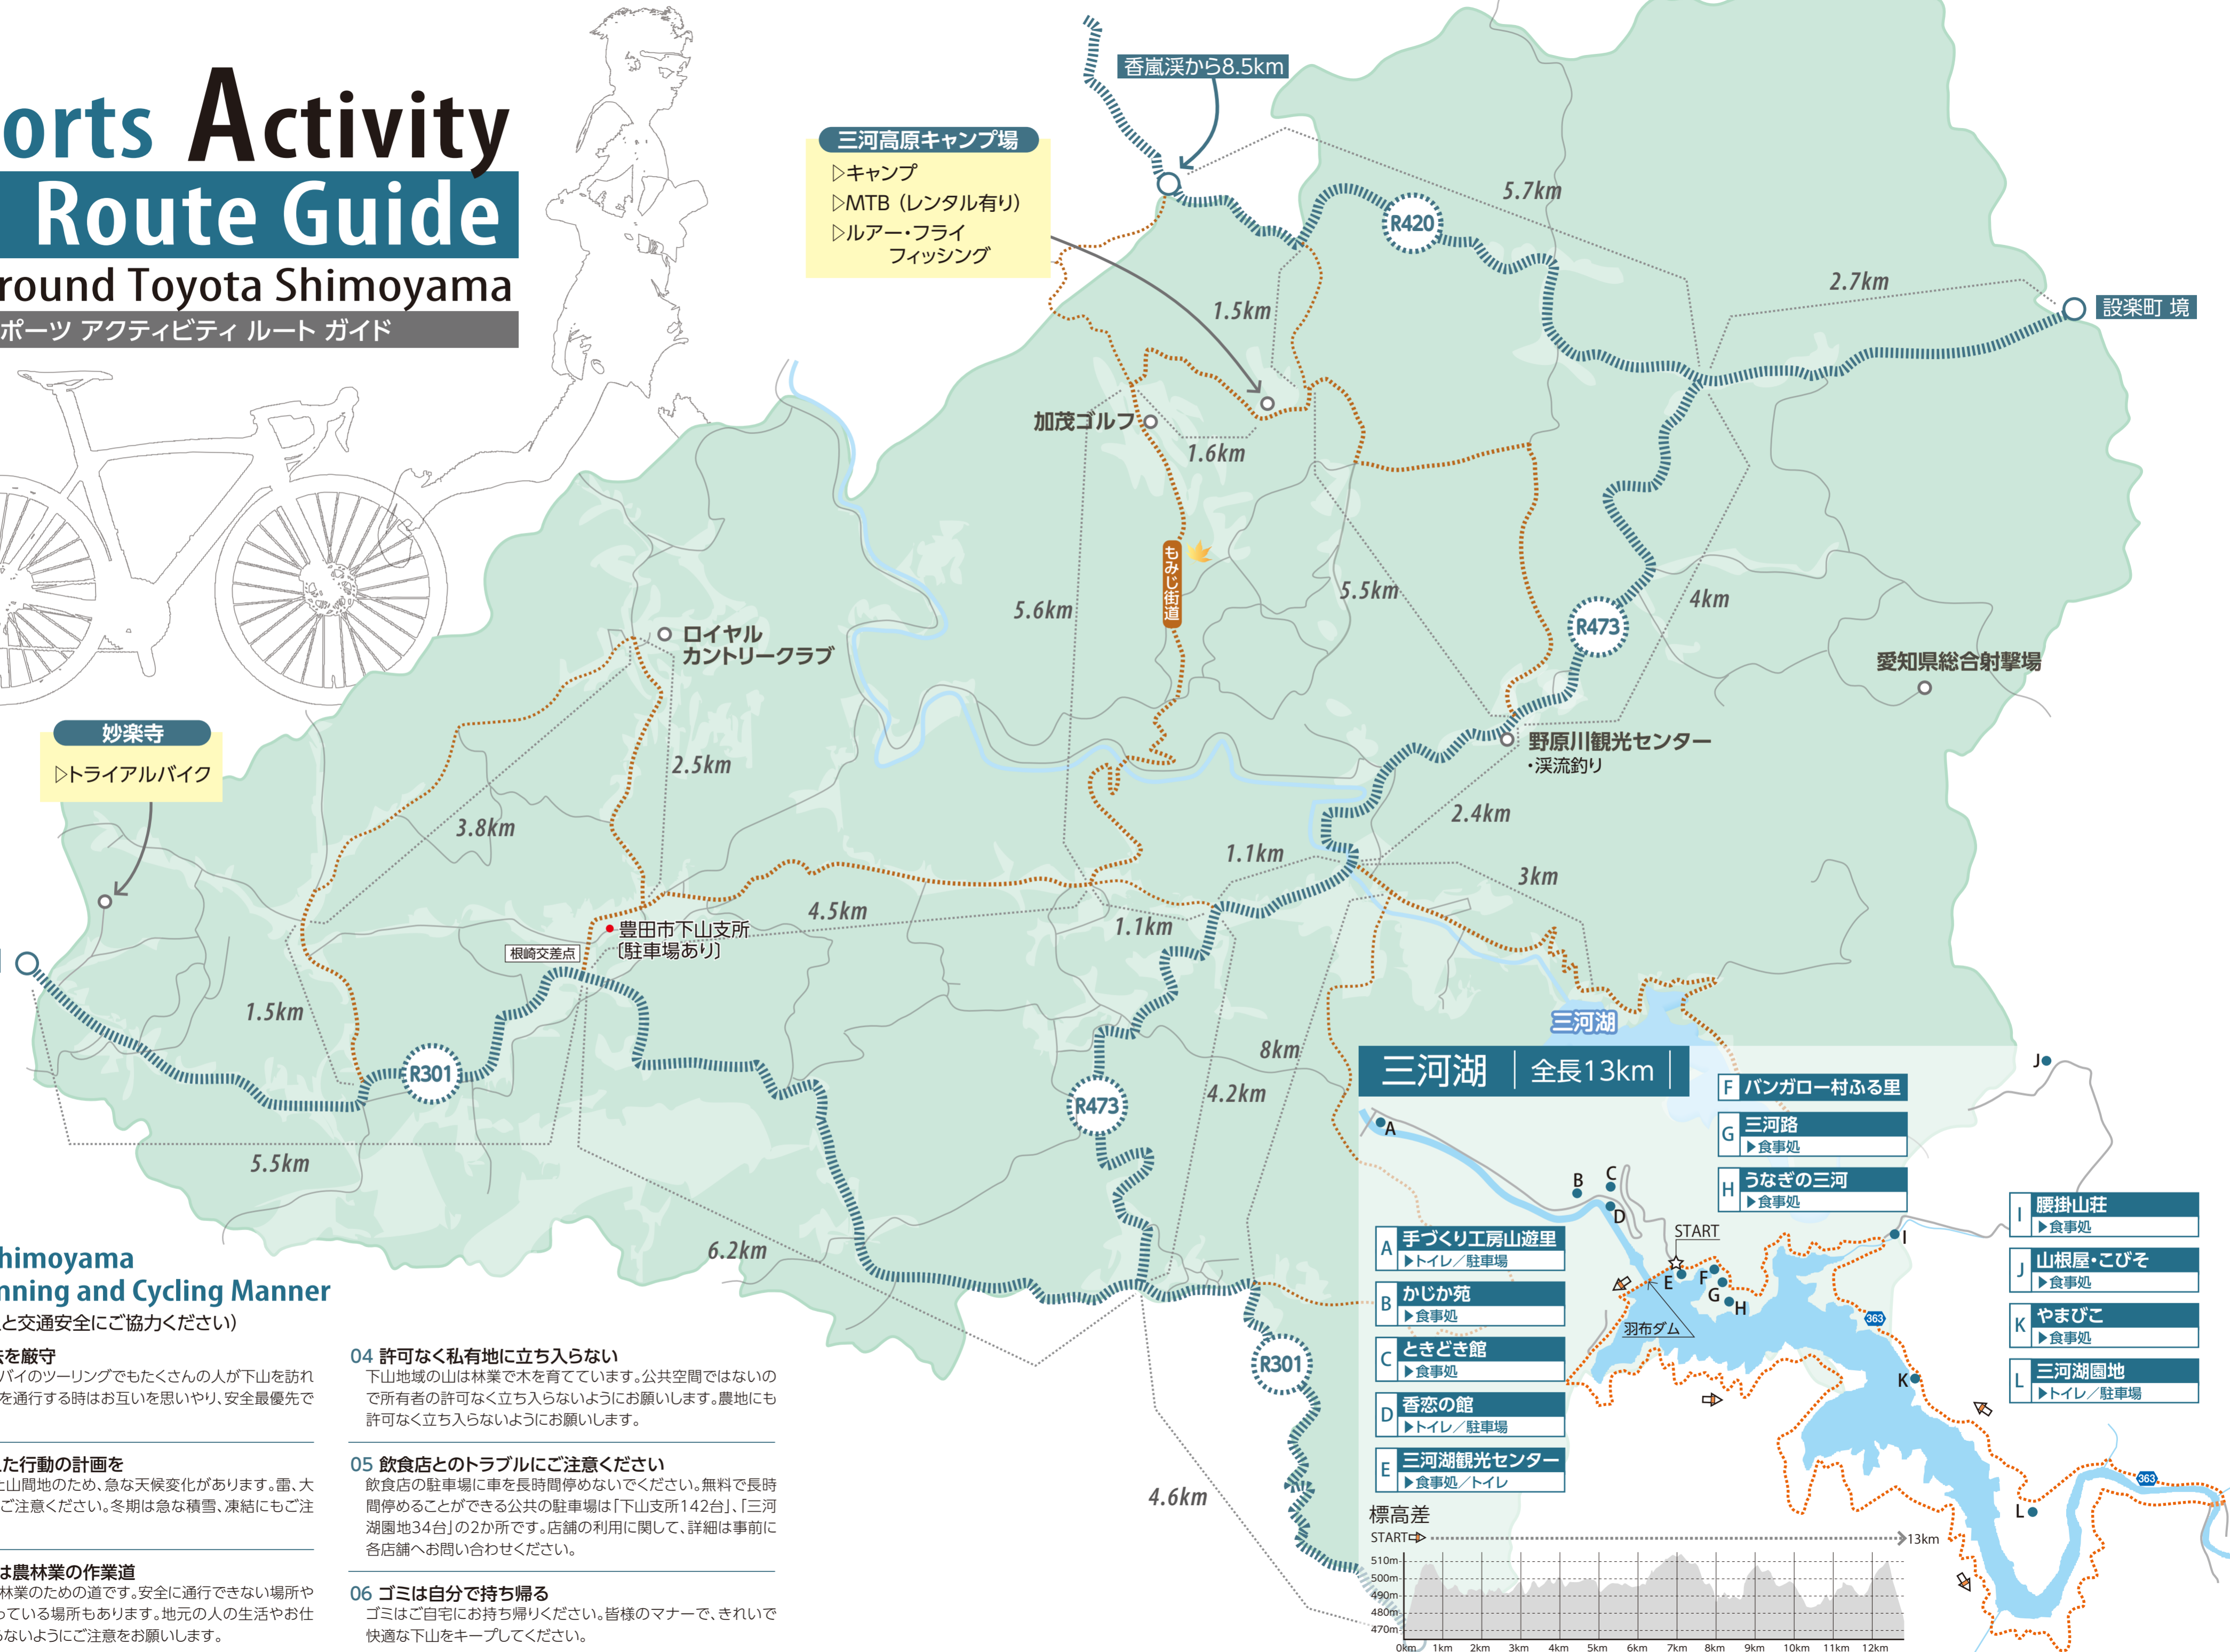 orts Activity
Route Guide
round Toyota Shimoyama
ポーツ アクティビティ ルート ガイド
香嵐渓から8.5km
三河高原キャンプ場
▷キャンプ
▷MTB（レンタル有り）
▷ルアー・フライ
フィッシング
R420
5.7km
2.7km
設楽町 境
1.5km
加茂ゴルフ
1.6km
もみじ街道
5.6km
5.5km
4km
R473
愛知県総合射撃場
ロイヤル
カントリークラブ
野原川観光センター
・渓流釣り
妙楽寺
▷トライアルバイク
2.5km
3.8km
2.4km
1.1km
3km
4.5km
1.1km
豊田市下山支所
〔駐車場あり〕
根崎交差点
1.5km
R301
5.5km
三河湖
8km
4.2km
R473
6.2km
R301
4.6km
三河湖 全長13km
A
B
C
D
START
E
F
G
H
I
J
K
L
羽布ダム
363
363
F バンガロー村ふる里
G 三河路
▶食事処
H うなぎの三河
▶食事処
A 手づくり工房山遊里
▶トイレ／駐車場
B かじか苑
▶食事処
C ときどき館
▶食事処
D 香恋の館
▶トイレ／駐車場
E 三河湖観光センター
▶食事処／トイレ
I 腰掛山荘
▶食事処
J 山根屋・こびそ
▶食事処
K やまびこ
▶食事処
L 三河湖園地
▶トイレ／駐車場
標高差
START
13km
510m
500m
490m
480m
470m
0km 1km 2km 3km 4km 5km 6km 7km 8km 9km 10km 11km 12km
himoyama
nning and Cycling Manner
と交通安全にご協力ください）
を厳守
バイのツーリングでもたくさんの人が下山を訪れ
を通行する時はお互いを思いやり、安全最優先で
た行動の計画を
山間地のため、急な天候変化があります。雷、大
ご注意ください。冬期は急な積雪、凍結にもご注
は農林業の作業道
林業のための道です。安全に通行できない場所や
っている場所もあります。地元の人の生活やお仕
らないようにご注意をお願いします。
04 許可なく私有地に立ち入らない
下山地域の山は林業で木を育てています。公共空間ではないの
で所有者の許可なく立ち入らないようにお願いします。農地にも
許可なく立ち入らないようにお願いします。
05 飲食店とのトラブルにご注意ください
飲食店の駐車場に車を長時間停めないでください。無料で長時
間停めることができる公共の駐車場は「下山支所142台」、「三河
湖園地34台」の2か所です。店舗の利用に関して、詳細は事前に
各店舗へお問い合わせください。
06 ゴミは自分で持ち帰る
ゴミはご自宅にお持ち帰りください。皆様のマナーで、きれいで
快適な下山をキープしてください。